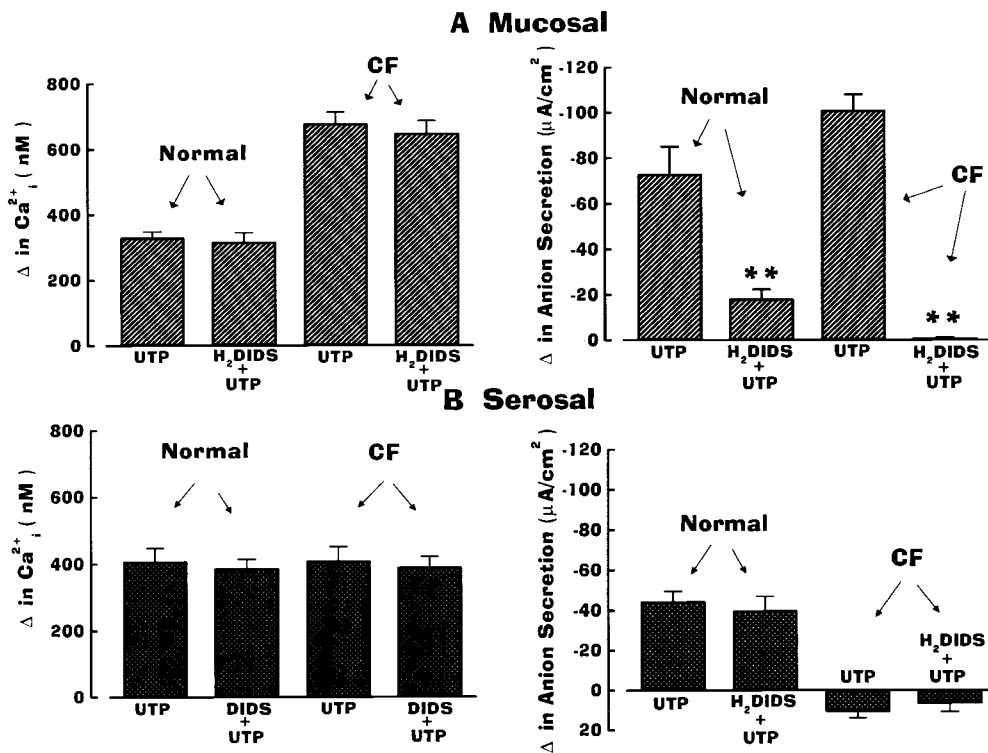 A Mucosal
Δ in Ca²⁺ᵢ ( nM )
800
600
400
200
0
Normal
CF
UTP
H₂DIDS
+
UTP
UTP
H₂DIDS
+
UTP
Δ in Anion Secretion (μA/cm²)
-120
-100
-80
-60
-40
-20
0
Normal
CF
**
**
UTP
H₂DIDS
+
UTP
UTP
H₂DIDS
+
UTP
B Serosal
Δ in Ca²⁺ᵢ ( nM )
800
600
400
200
0
Normal
CF
UTP
DIDS
+
UTP
UTP
DIDS
+
UTP
Δ in Anion Secretion (μA/cm²)
-120
-100
-80
-60
-40
-20
0
20
Normal
CF
UTP
H₂DIDS
+
UTP
UTP
H₂DIDS
+
UTP